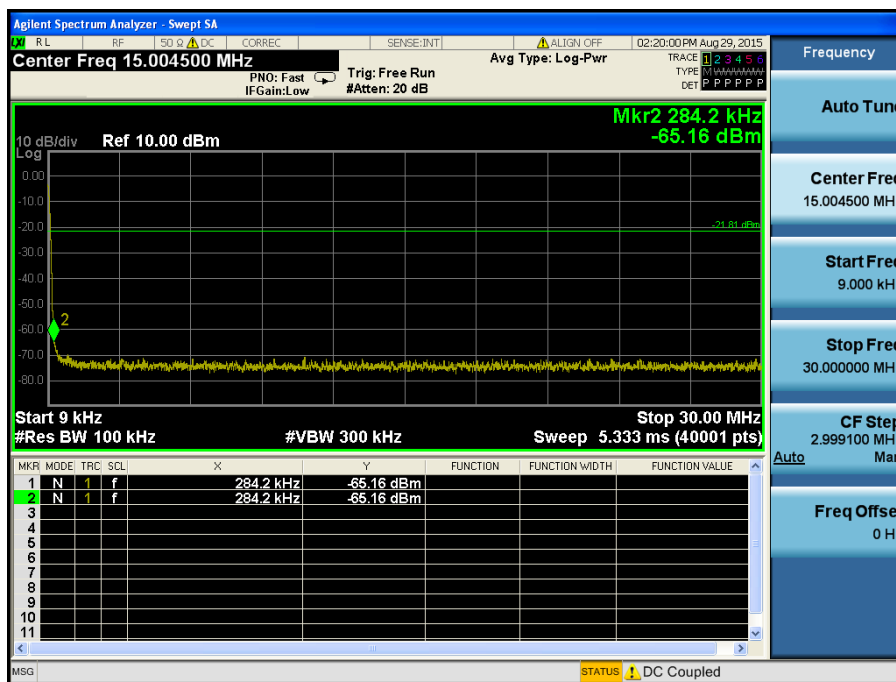 Agilent Spectrum Analyzer - Swept SA
LXI RL RF 50 Ω DC CORREC SENSE:INT ALIGN OFF 02:20:00 PM Aug 29, 2015
Center Freq 15.004500 MHz
PNO: Fast
IFGain:Low
Trig: Free Run
#Atten: 20 dB
Avg Type: Log-Pwr
TRACE 1 2 3 4 5 6
TYPE M WWWWW
DET P P P P P P
Mkr2 284.2 kHz
-65.16 dBm
10 dB/div Ref 10.00 dBm
Log
0.00
-10.0
-20.0
-21.81 dBm
-30.0
-40.0
-50.0
2
-60.0
-70.0
-80.0
Start 9 kHz Stop 30.00 MHz
#Res BW 100 kHz #VBW 300 kHz Sweep 5.333 ms (40001 pts)
MKR MODE TRC SCL X Y FUNCTION FUNCTION WIDTH FUNCTION VALUE
1 N 1 f 284.2 kHz -65.16 dBm
2 N 1 f 284.2 kHz -65.16 dBm
3
4
5
6
7
8
9
10
11
MSG STATUS DC Coupled
Frequency
Auto Tun
Center Fre
15.004500 MH
Start Fre
9.000 kH
Stop Fre
30.000000 MH
CF Step
2.999100 MH
Auto Ma
Freq Offse
0 H